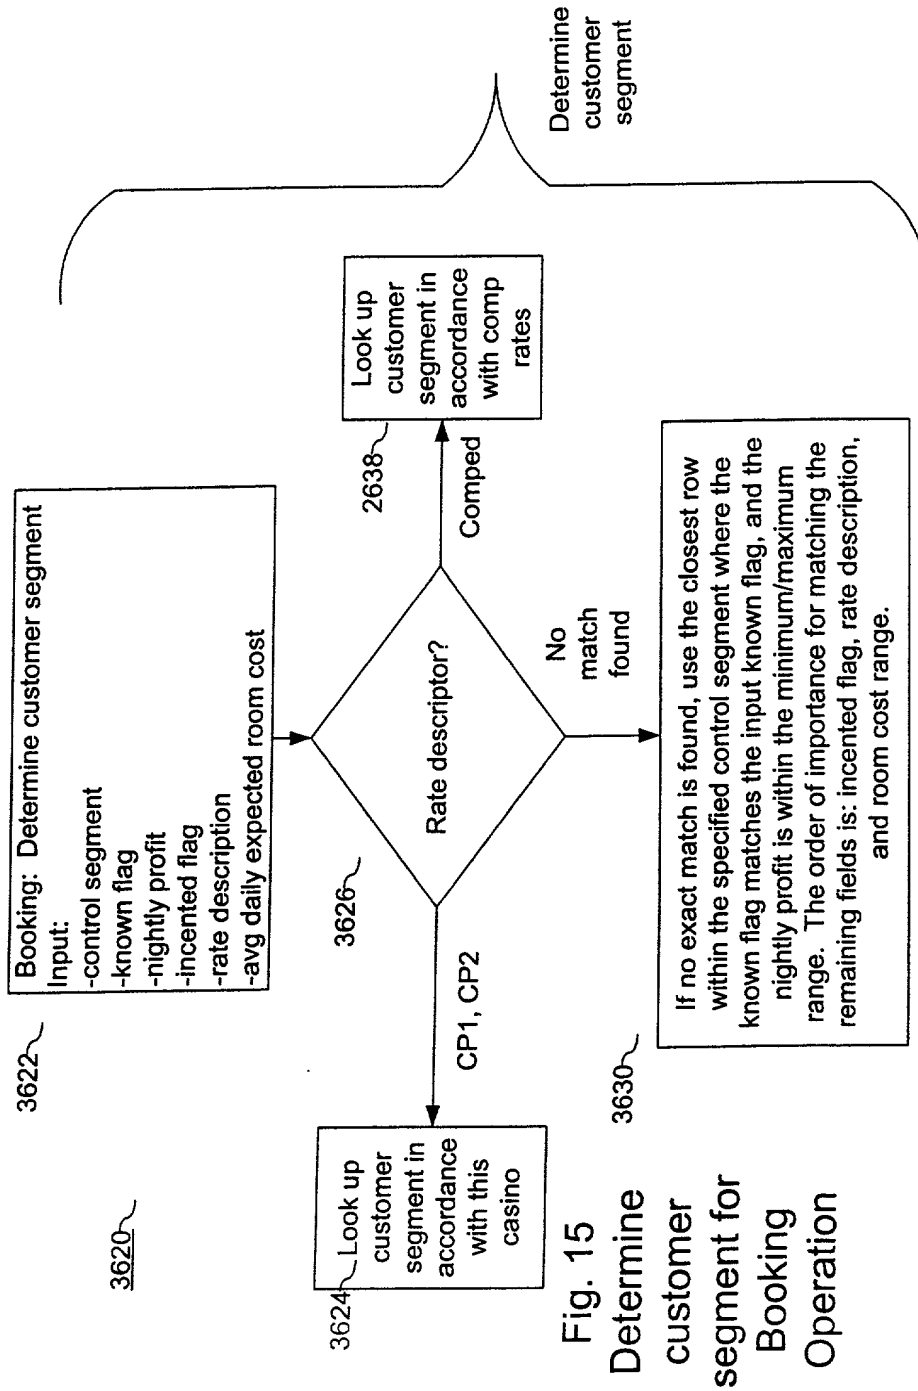 3620
3622
Booking: Determine customer segment
Input:
-control segment
-known flag
-nightly profit
-incented flag
-rate description
-avg daily expected room cost
3626
Rate descriptor?
CP1, CP2
3624
Look up
customer
segment in
accordance
with this
casino
Comped
2638
Look up
customer
segment in
accordance
with comp
rates
No
match
found
3630
If no exact match is found, use the closest row
within the specified control segment where the
known flag matches the input known flag, and the
nightly profit is within the minimum/maximum
range. The order of importance for matching the
remaining fields is: incented flag, rate description,
and room cost range.
Determine
customer
segment
Fig. 15
Determine
customer
segment for
Booking
Operation